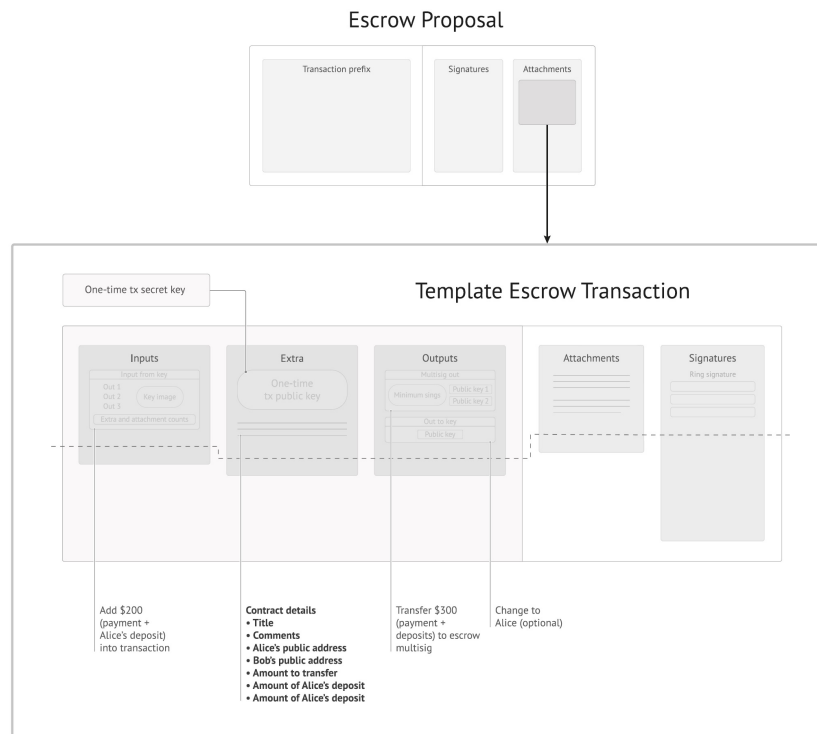 Escrow Proposal
Transaction prefix
Signatures
Attachments
One-time tx secret key
Template Escrow Transaction
Inputs
Input from key
Out 1
Out 2
Out 3
Key image
Extra and attachment counts
Extra
One-time
tx public key
Outputs
Multisig out
Minimum sings
Public key 1
Public key 2
Out to key
Public key
Attachments
Signatures
Ring signature
Add $200
(payment +
Alice's deposit)
into transaction
Contract details
• Title
• Comments
• Alice's public address
• Bob's public address
• Amount to transfer
• Amount of Alice's deposit
• Amount of Alice's deposit
Transfer $300
(payment +
deposits) to escrow
multisig
Change to
Alice (optional)